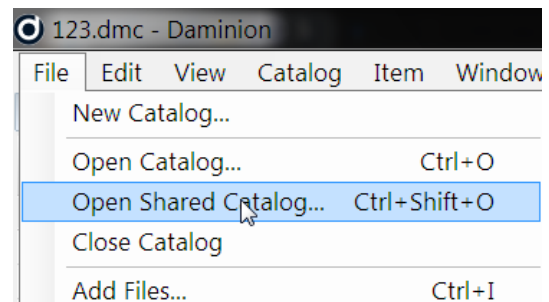 123.dmc - Daminion
File Edit View Catalog Item Window
New Catalog...
Open Catalog... Ctrl+O
Open Shared Catalog... Ctrl+Shift+O
Close Catalog
Add Files... Ctrl+I